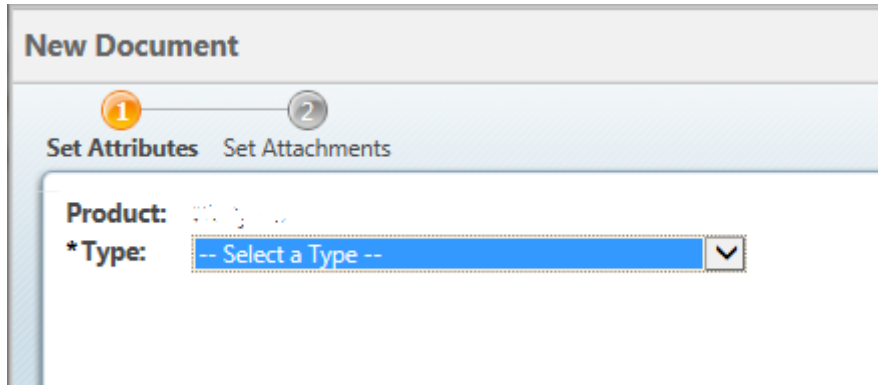 New Document
1 2
Set Attributes Set Attachments
Product:
*Type: -- Select a Type --